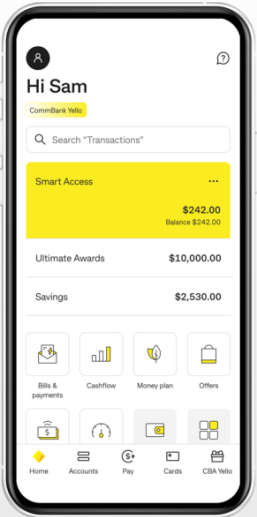 Hi Sam
CommBank Yello
Search "Transactions"
Smart Access
$242.00
Balance $242.00
Ultimate Awards $10,000.00
Savings $2,530.00
Bills & payments
Cashflow
Money plan
Offers
Home
Accounts
Pay
Cards
CBA Yello